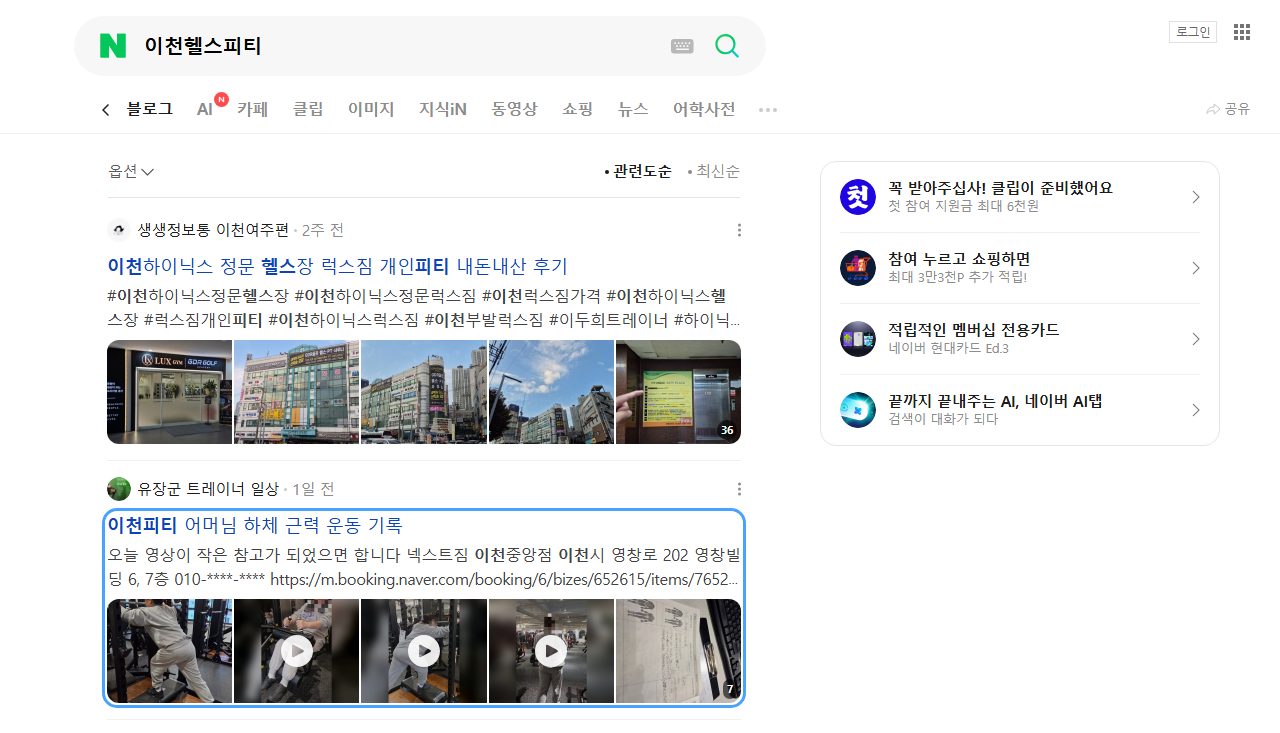 이천헬스피티
로그인
블로그 AI N 카페 클립 이미지 지식iN 동영상 쇼핑 뉴스 어학사전
공유
옵션
• 관련도순 • 최신순
생생정보통 이천여주편 · 2주 전
이천하이닉스 정문 헬스장 럭스짐 개인피티 내돈내산 후기
#이천하이닉스정문헬스장 #이천하이닉스정문럭스짐 #이천럭스짐가격 #이천하이닉스헬
스장 #럭스짐개인피티 #이천하이닉스럭스짐 #이천부발럭스짐 #이두희트레이너 #하이닉...
LUX GYM GDR GOLF
36
유장군 트레이너 일상 · 1일 전
이천피티 어머님 하체 근력 운동 기록
오늘 영상이 작은 참고가 되었으면 합니다 넥스트짐 이천중앙점 이천시 영창로 202 영창빌
딩 6, 7층 010-****-**** https://m.booking.naver.com/booking/6/bizes/652615/items/7652...
7
첫
꼭 받아주십사! 클립이 준비했어요
첫 참여 지원금 최대 6천원
참여 누르고 쇼핑하면
최대 3만3천P 추가 적립!
적립적인 멤버십 전용카드
네이버 현대카드 Ed.3
끝까지 끝내주는 AI, 네이버 AI탭
검색이 대화가 되다